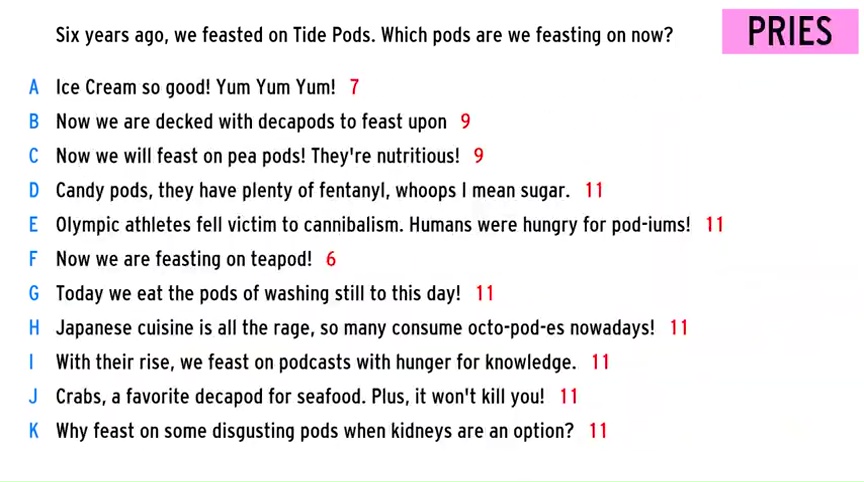 Six years ago, we feasted on Tide Pods. Which pods are we feasting on now?
PRIES
A Ice Cream so good! Yum Yum Yum! 7
B Now we are decked with decapods to feast upon 9
C Now we will feast on pea pods! They're nutritious! 9
D Candy pods, they have plenty of fentanyl, whoops I mean sugar. 11
E Olympic athletes fell victim to cannibalism. Humans were hungry for pod-iums! 11
F Now we are feasting on teapod! 6
G Today we eat the pods of washing still to this day! 11
H Japanese cuisine is all the rage, so many consume octo-pod-es nowadays! 11
I With their rise, we feast on podcasts with hunger for knowledge. 11
J Crabs, a favorite decapod for seafood. Plus, it won't kill you! 11
K Why feast on some disgusting pods when kidneys are an option? 11